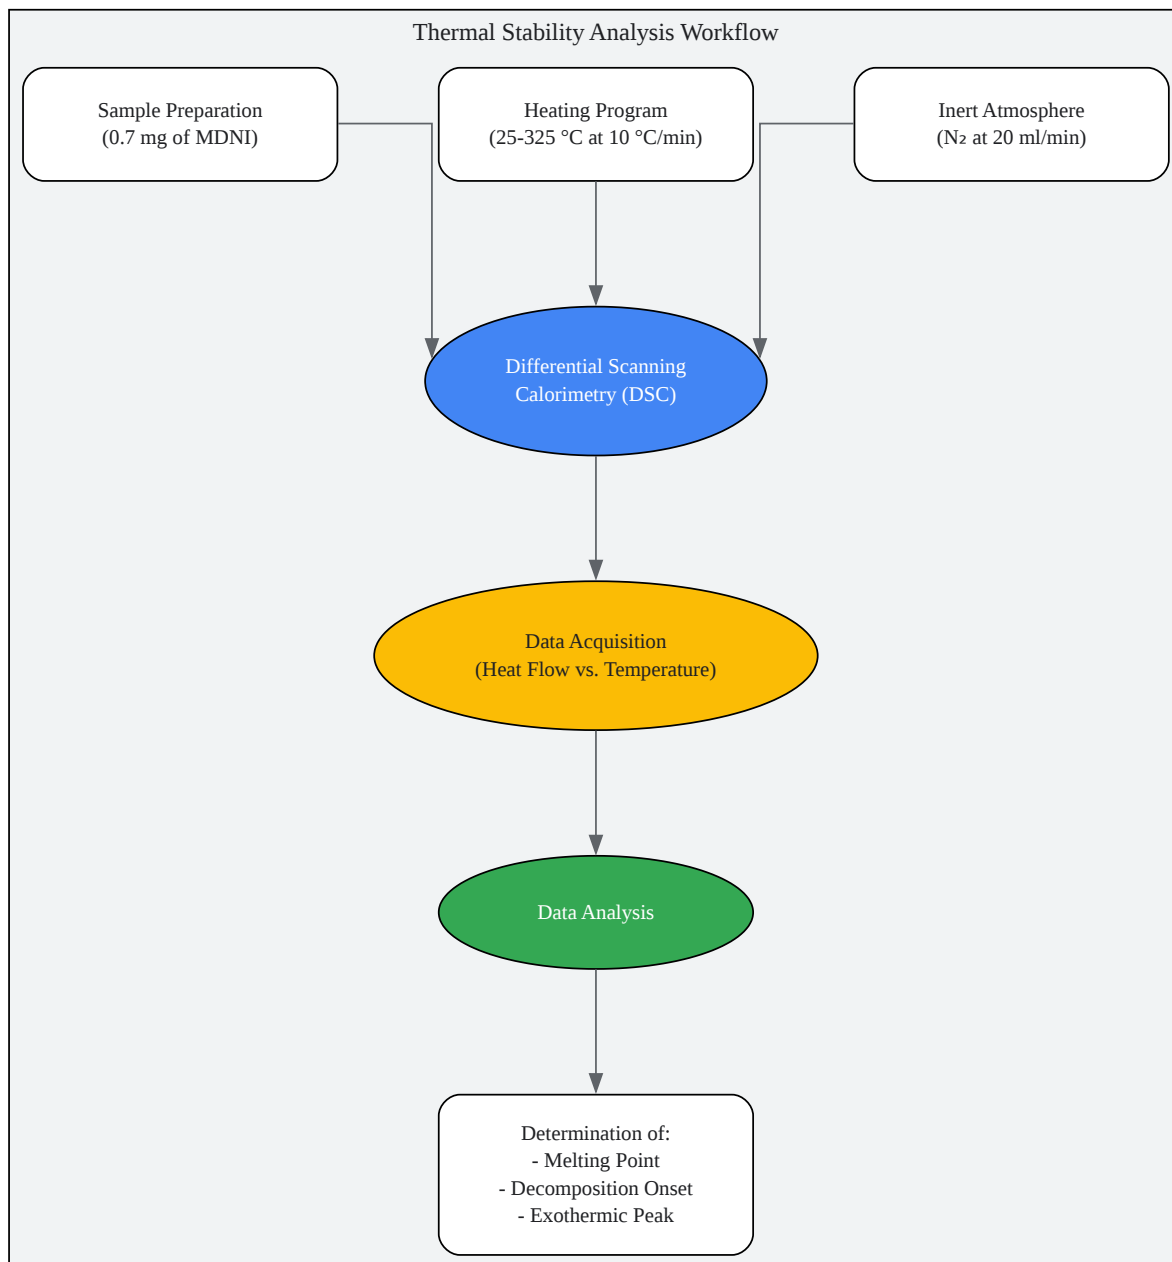 Thermal Stability Analysis Workflow
Sample Preparation
(0.7 mg of MDNI)
Heating Program
(25-325 °C at 10 °C/min)
Inert Atmosphere
(N₂ at 20 ml/min)
Differential Scanning
Calorimetry (DSC)
Data Acquisition
(Heat Flow vs. Temperature)
Data Analysis
Determination of:
- Melting Point
- Decomposition Onset
- Exothermic Peak